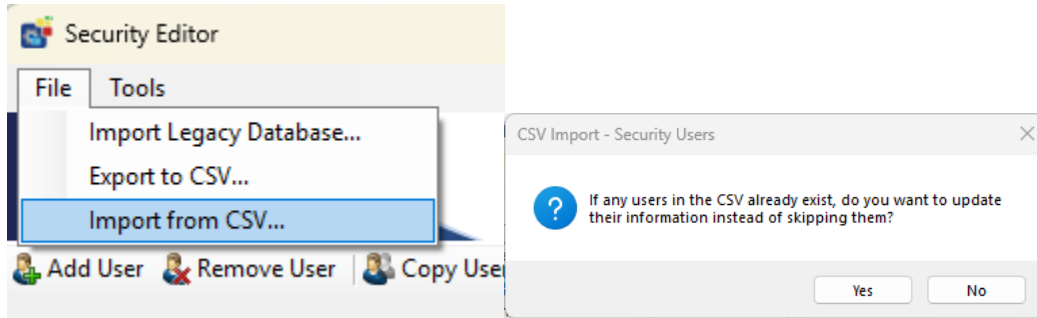 Security Editor
File Tools
Import Legacy Database...
Export to CSV...
Import from CSV...
Add User Remove User Copy Use
CSV Import - Security Users
If any users in the CSV already exist, do you want to update
their information instead of skipping them?
Yes No